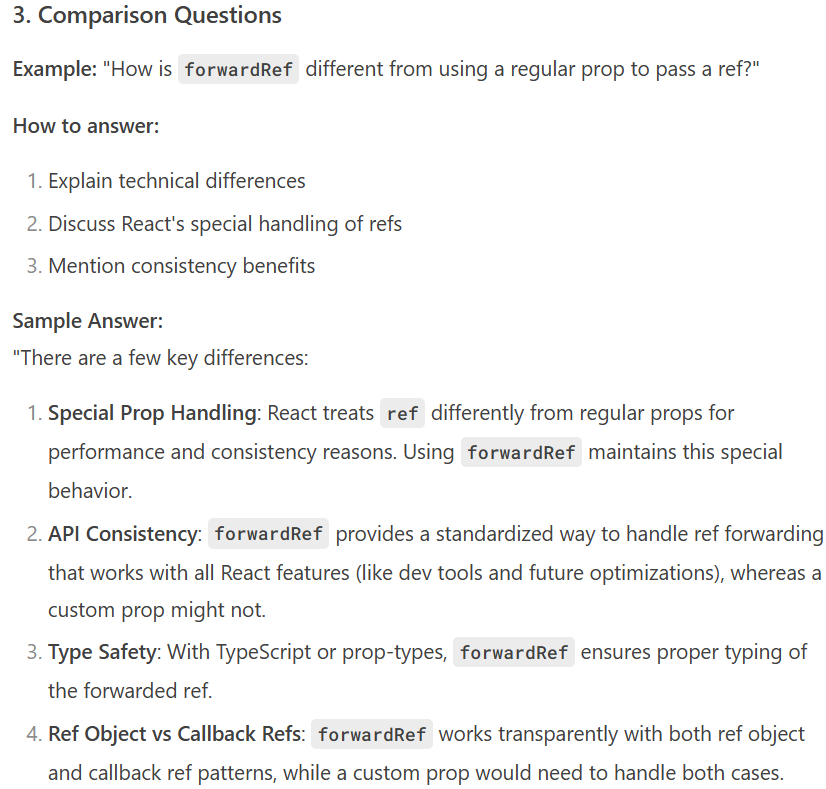 3. Comparison Questions
Example: "How is forwardRef different from using a regular prop to pass a ref?"
How to answer:
1. Explain technical differences
2. Discuss React's special handling of refs
3. Mention consistency benefits
Sample Answer:
"There are a few key differences:
1. Special Prop Handling: React treats ref differently from regular props for
performance and consistency reasons. Using forwardRef maintains this special
behavior.
2. API Consistency: forwardRef provides a standardized way to handle ref forwarding
that works with all React features (like dev tools and future optimizations), whereas a
custom prop might not.
3. Type Safety: With TypeScript or prop-types, forwardRef ensures proper typing of
the forwarded ref.
4. Ref Object vs Callback Refs: forwardRef works transparently with both ref object
and callback ref patterns, while a custom prop would need to handle both cases.